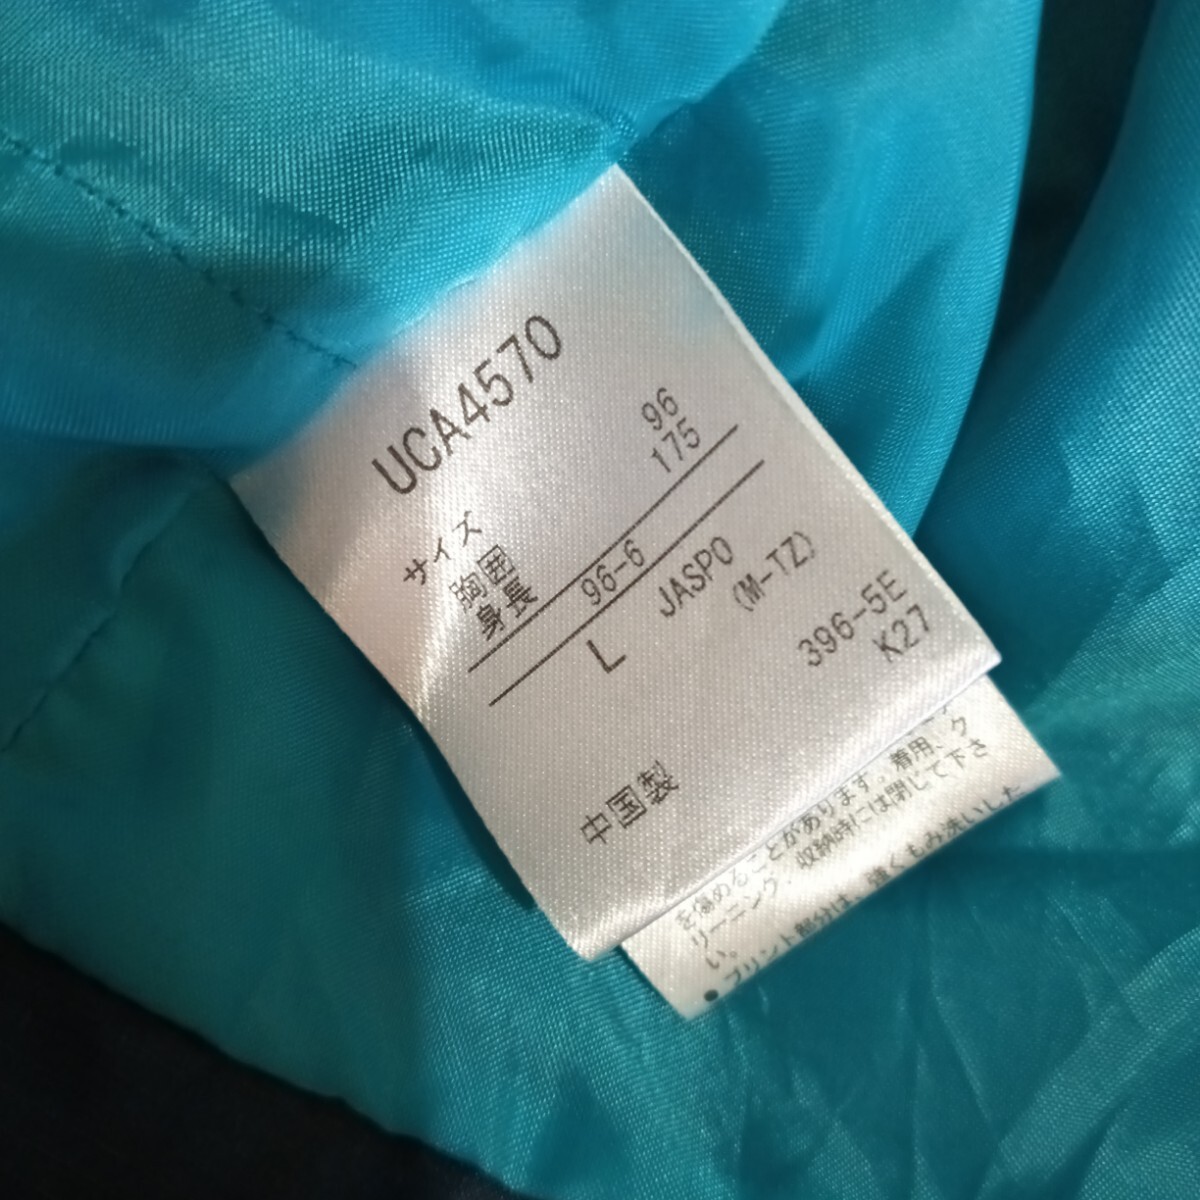 UCA4570
サイズ
胸囲 96
身長 175
96-6
L JASPO
(M-TZ)
396-5E
K27
中国製
を傷めることがあります。着用、ク
リーニング、収納時には閉じて下さ
い。
●プリント部分は、強くもみ洗いした